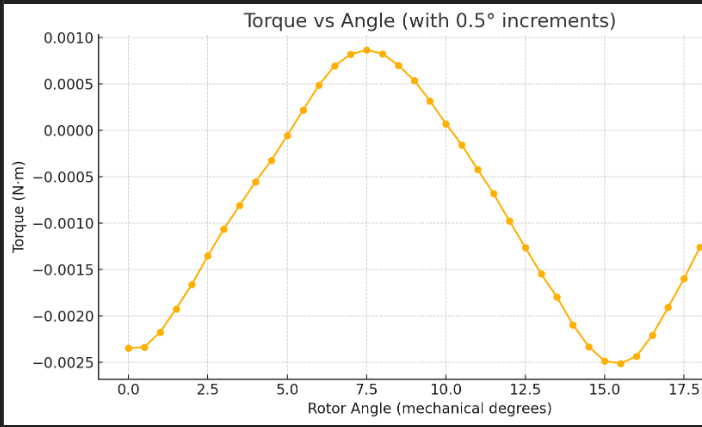 Torque vs Angle (with 0.5° increments)
0.0010
0.0005
0.0000
−0.0005
−0.0010
−0.0015
−0.0020
−0.0025
Torque (N·m)
0.0 2.5 5.0 7.5 10.0 12.5 15.0 17.5
Rotor Angle (mechanical degrees)